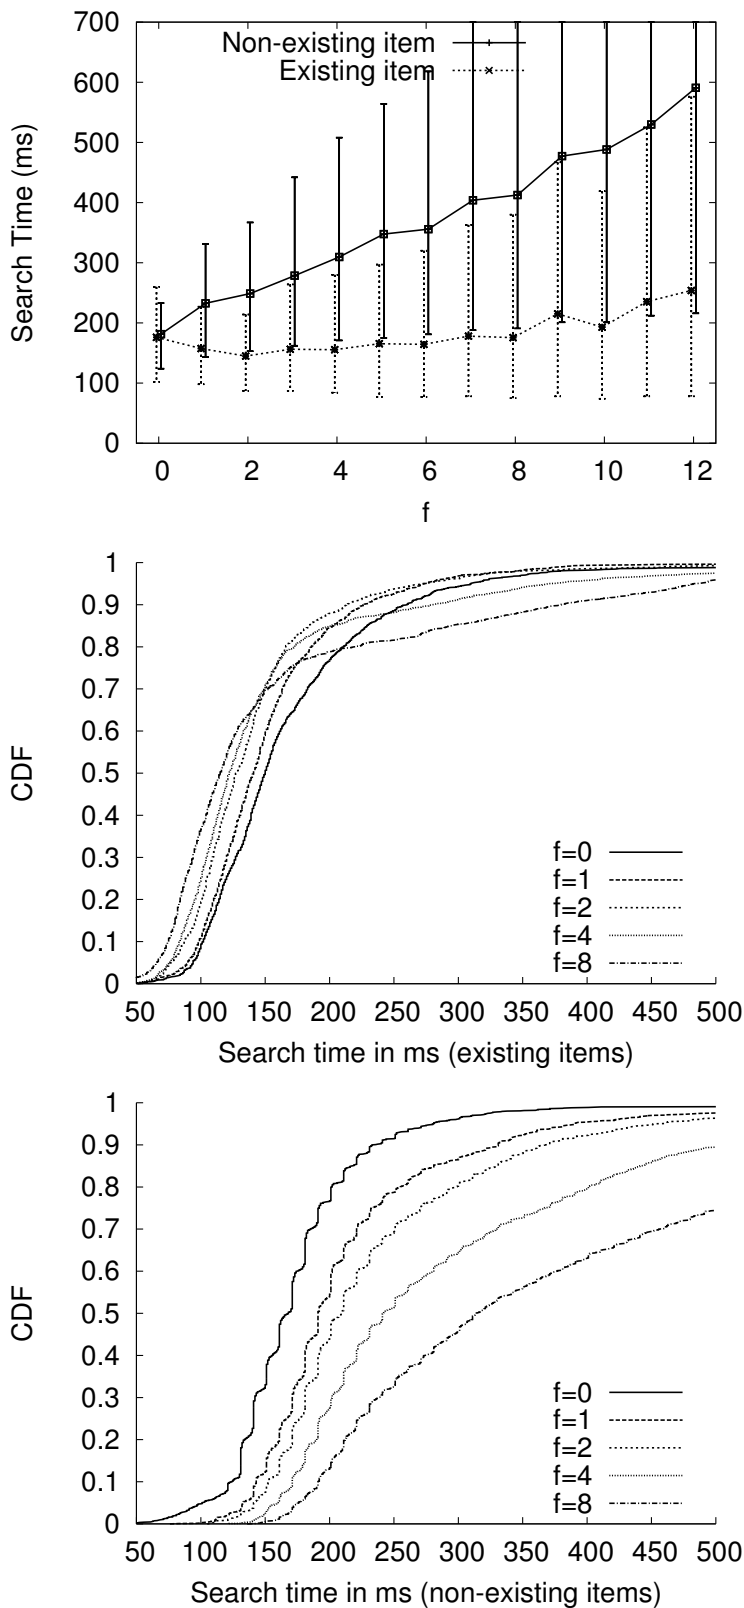 700
600
500
400
300
200
100
0
Search Time (ms)
Non-existing item
Existing item
0 2 4 6 8 10 12
f
1
0.9
0.8
0.7
0.6
0.5
0.4
0.3
0.2
0.1
0
CDF
f=0
f=1
f=2
f=4
f=8
50 100 150 200 250 300 350 400 450 500
Search time in ms (existing items)
1
0.9
0.8
0.7
0.6
0.5
0.4
0.3
0.2
0.1
0
CDF
f=0
f=1
f=2
f=4
f=8
50 100 150 200 250 300 350 400 450 500
Search time in ms (non-existing items)